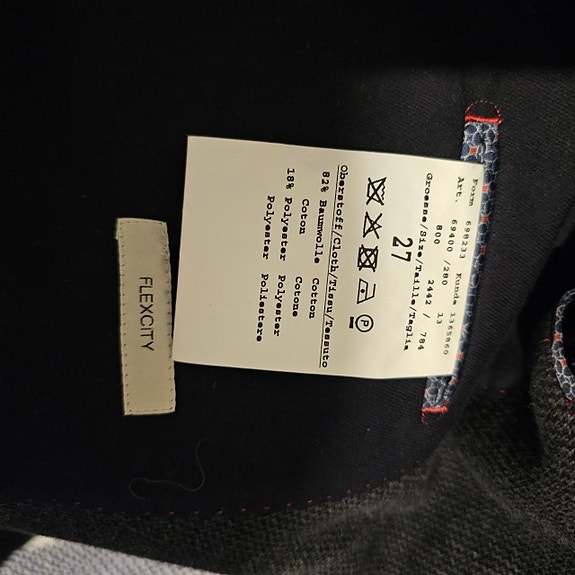 Form 698233 Kunde 1365860
Art. 69400 /280 13
800 2442 / 784
Groesse/Size/Taille/Taglia
27
P
Oberstoff/Cloth/Tissu/Tessuto
82% Baumwolle Cotton
Coton Cotone
18% Polyester Polyester
Polyester Poliestere
FLEXCITY